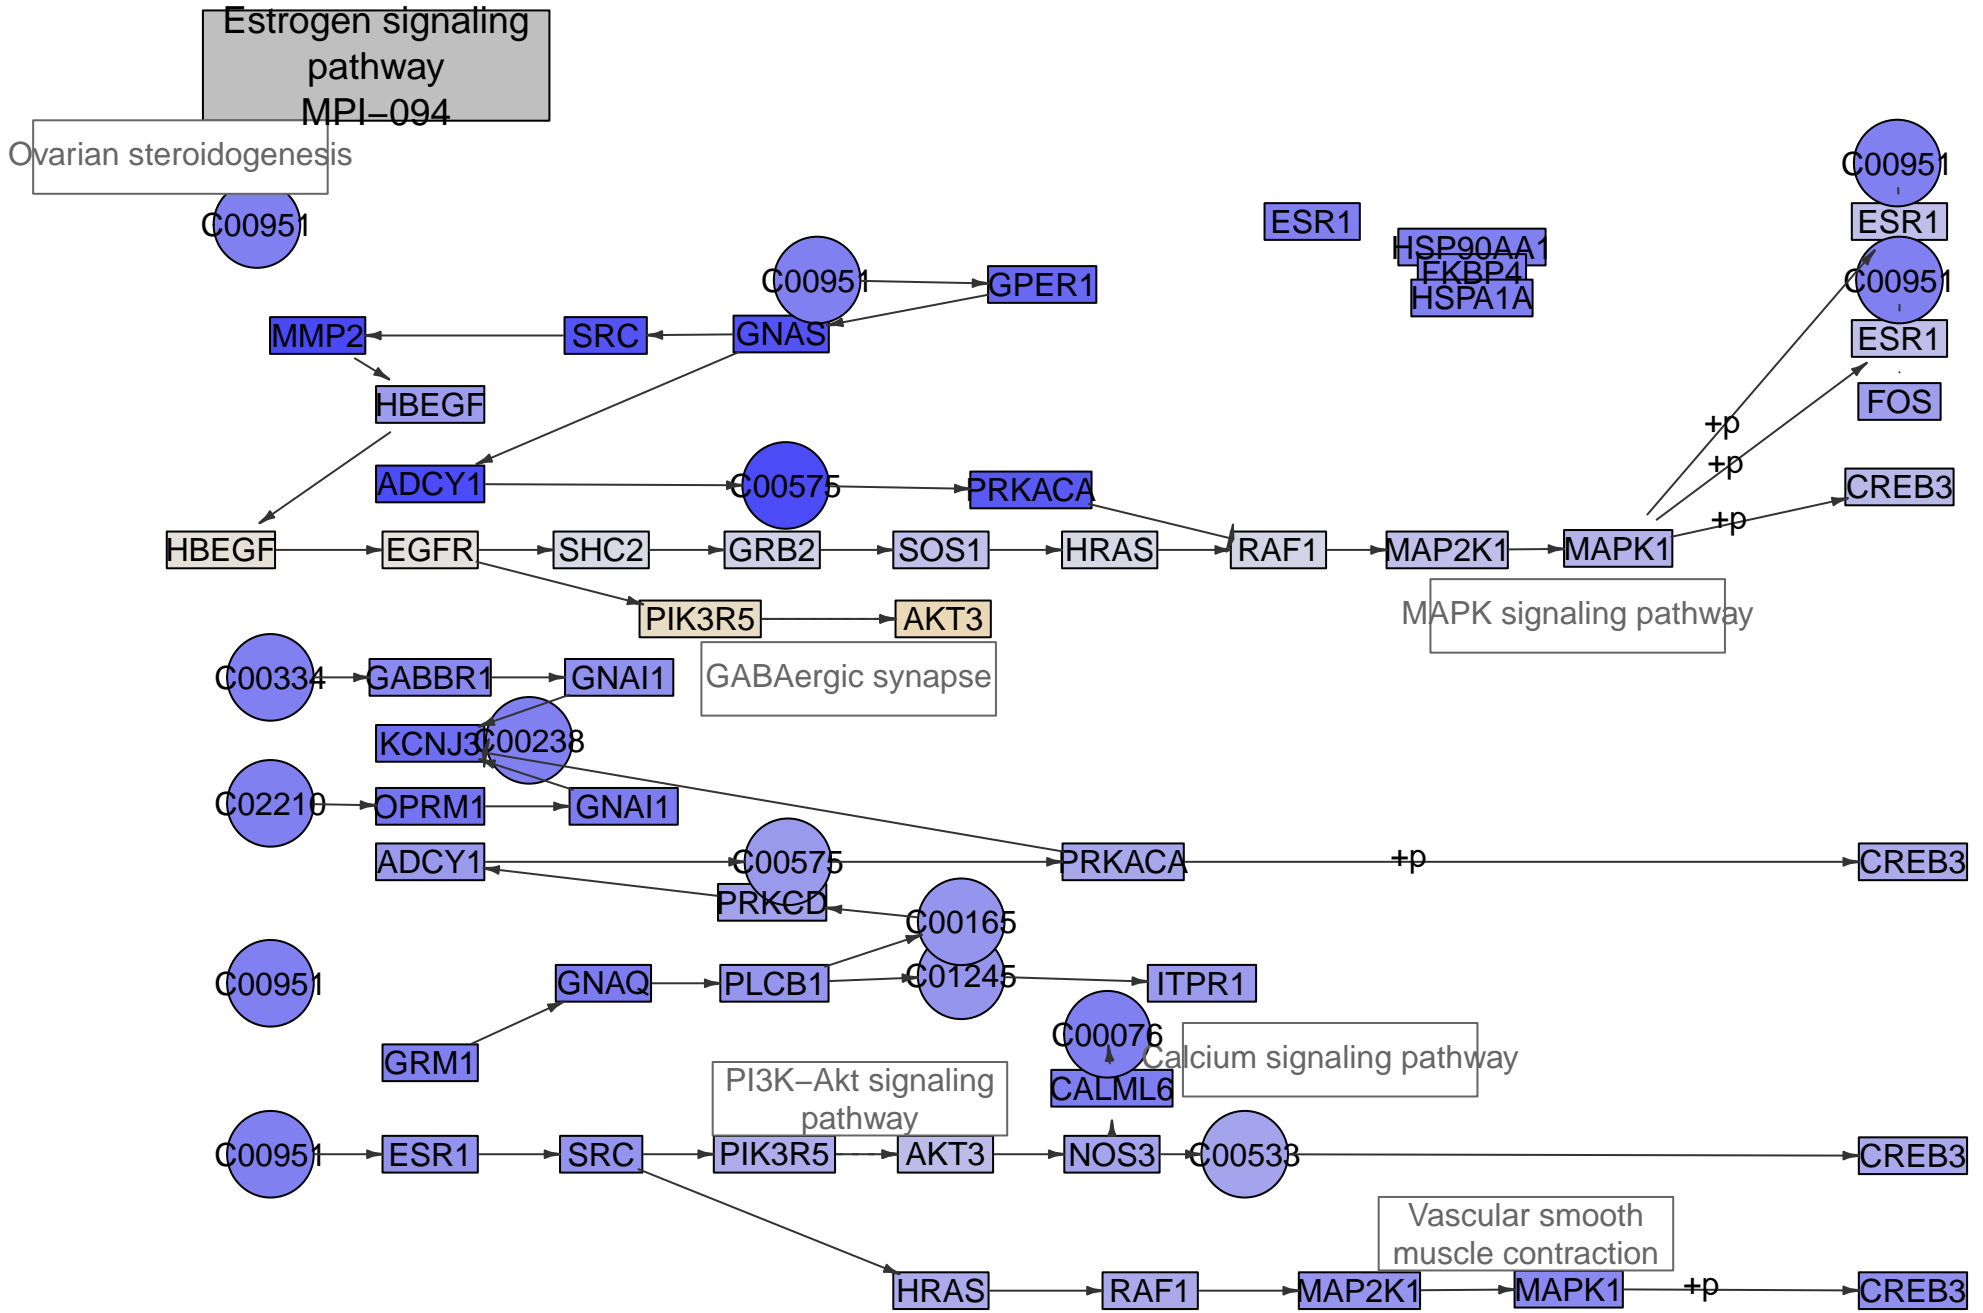 Estrogen signaling
pathway
MPI−094
Ovarian steroidogenesis
C00951
C00951
ESR1
ESR1
C00951
HSP90AA1
FKBP4
HSPA1A
C00951
GPER1
C00951
MMP2
SRC
GNAS
ESR1
HBEGF
FOS
+p
+p
ADCY1
C00575
PRKACA
CREB3
+p
HBEGF
EGFR
SHC2
GRB2
SOS1
HRAS
RAF1
MAP2K1
MAPK1
PIK3R5
AKT3
MAPK signaling pathway
C00334
GABBR1
GNAI1
GABAergic synapse
KCNJ3
C00238
C02210
OPRM1
GNAI1
ADCY1
C00575
PRKACA
+p
CREB3
PRKCD
C00165
C00951
GNAQ
PLCB1
C01245
ITPR1
C00076
Calcium signaling pathway
GRM1
CALML6
PI3K−Akt signaling
pathway
C00951
ESR1
SRC
PIK3R5
AKT3
NOS3
C00533
CREB3
Vascular smooth
muscle contraction
HRAS
RAF1
MAP2K1
MAPK1
+p
CREB3